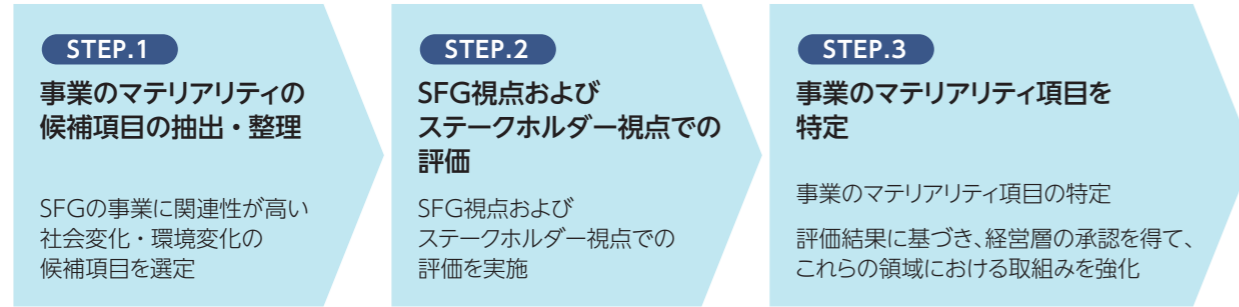 STEP.1
事業のマテリアリティの
候補項目の抽出・整理
SFGの事業に関連性が高い
社会変化・環境変化の
候補項目を選定
STEP.2
SFG視点および
ステークホルダー視点での
評価
SFG視点および
ステークホルダー視点での
評価を実施
STEP.3
事業のマテリアリティ項目を
特定
事業のマテリアリティ項目の特定
評価結果に基づき、経営層の承認を得て、
これらの領域における取組みを強化